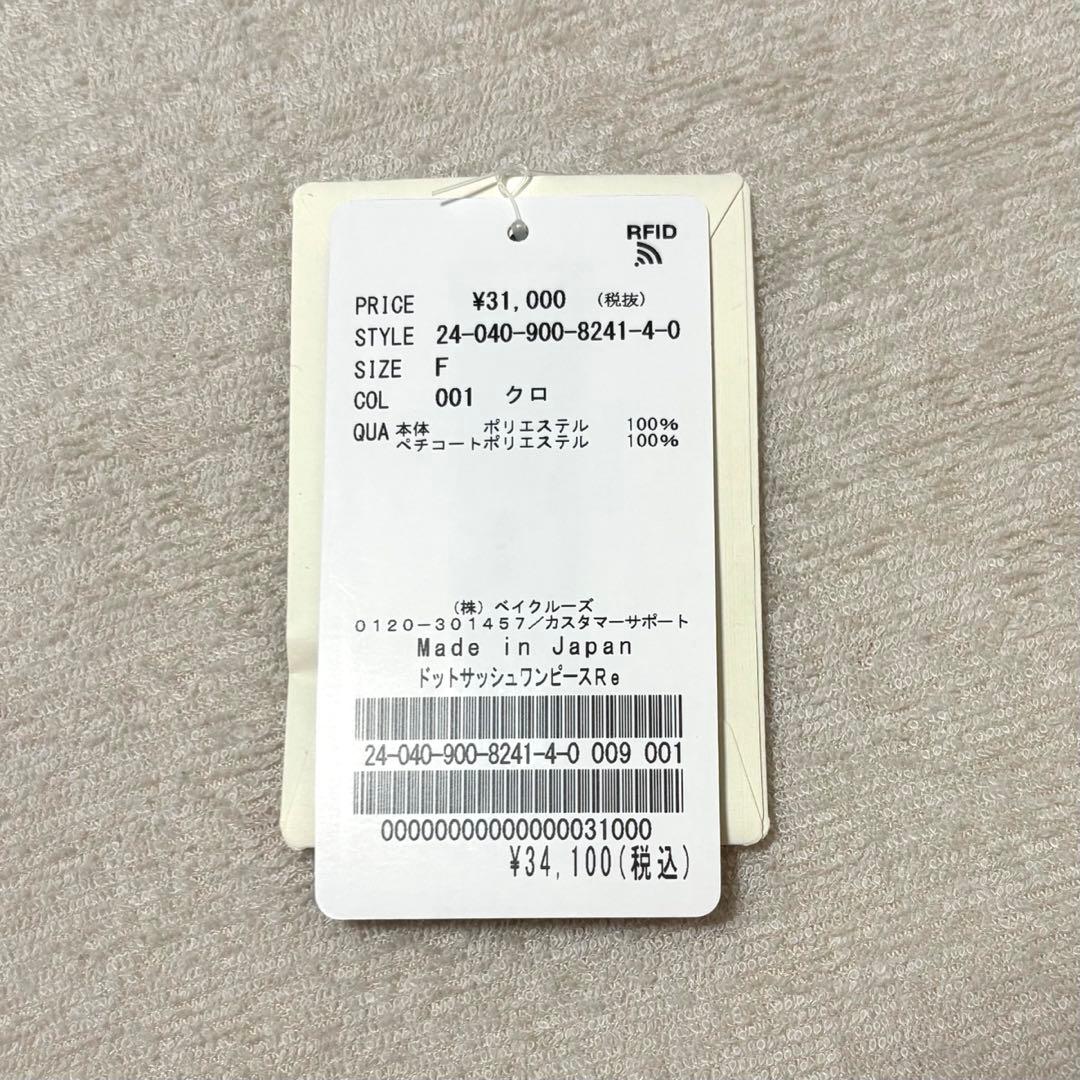 RFID
PRICE ¥31,000 (税抜)
STYLE 24-040-900-8241-4-0
SIZE F
COL 001 クロ
QUA 本体 ポリエステル 100%
ペチコートポリエステル 100%
(株) ベイクルーズ
0120-301457/カスタマーサポート
Made in Japan
ドットサッシュワンピースRe
24-040-900-8241-4-0 009 001
00000000000000031000
¥34,100(税込)